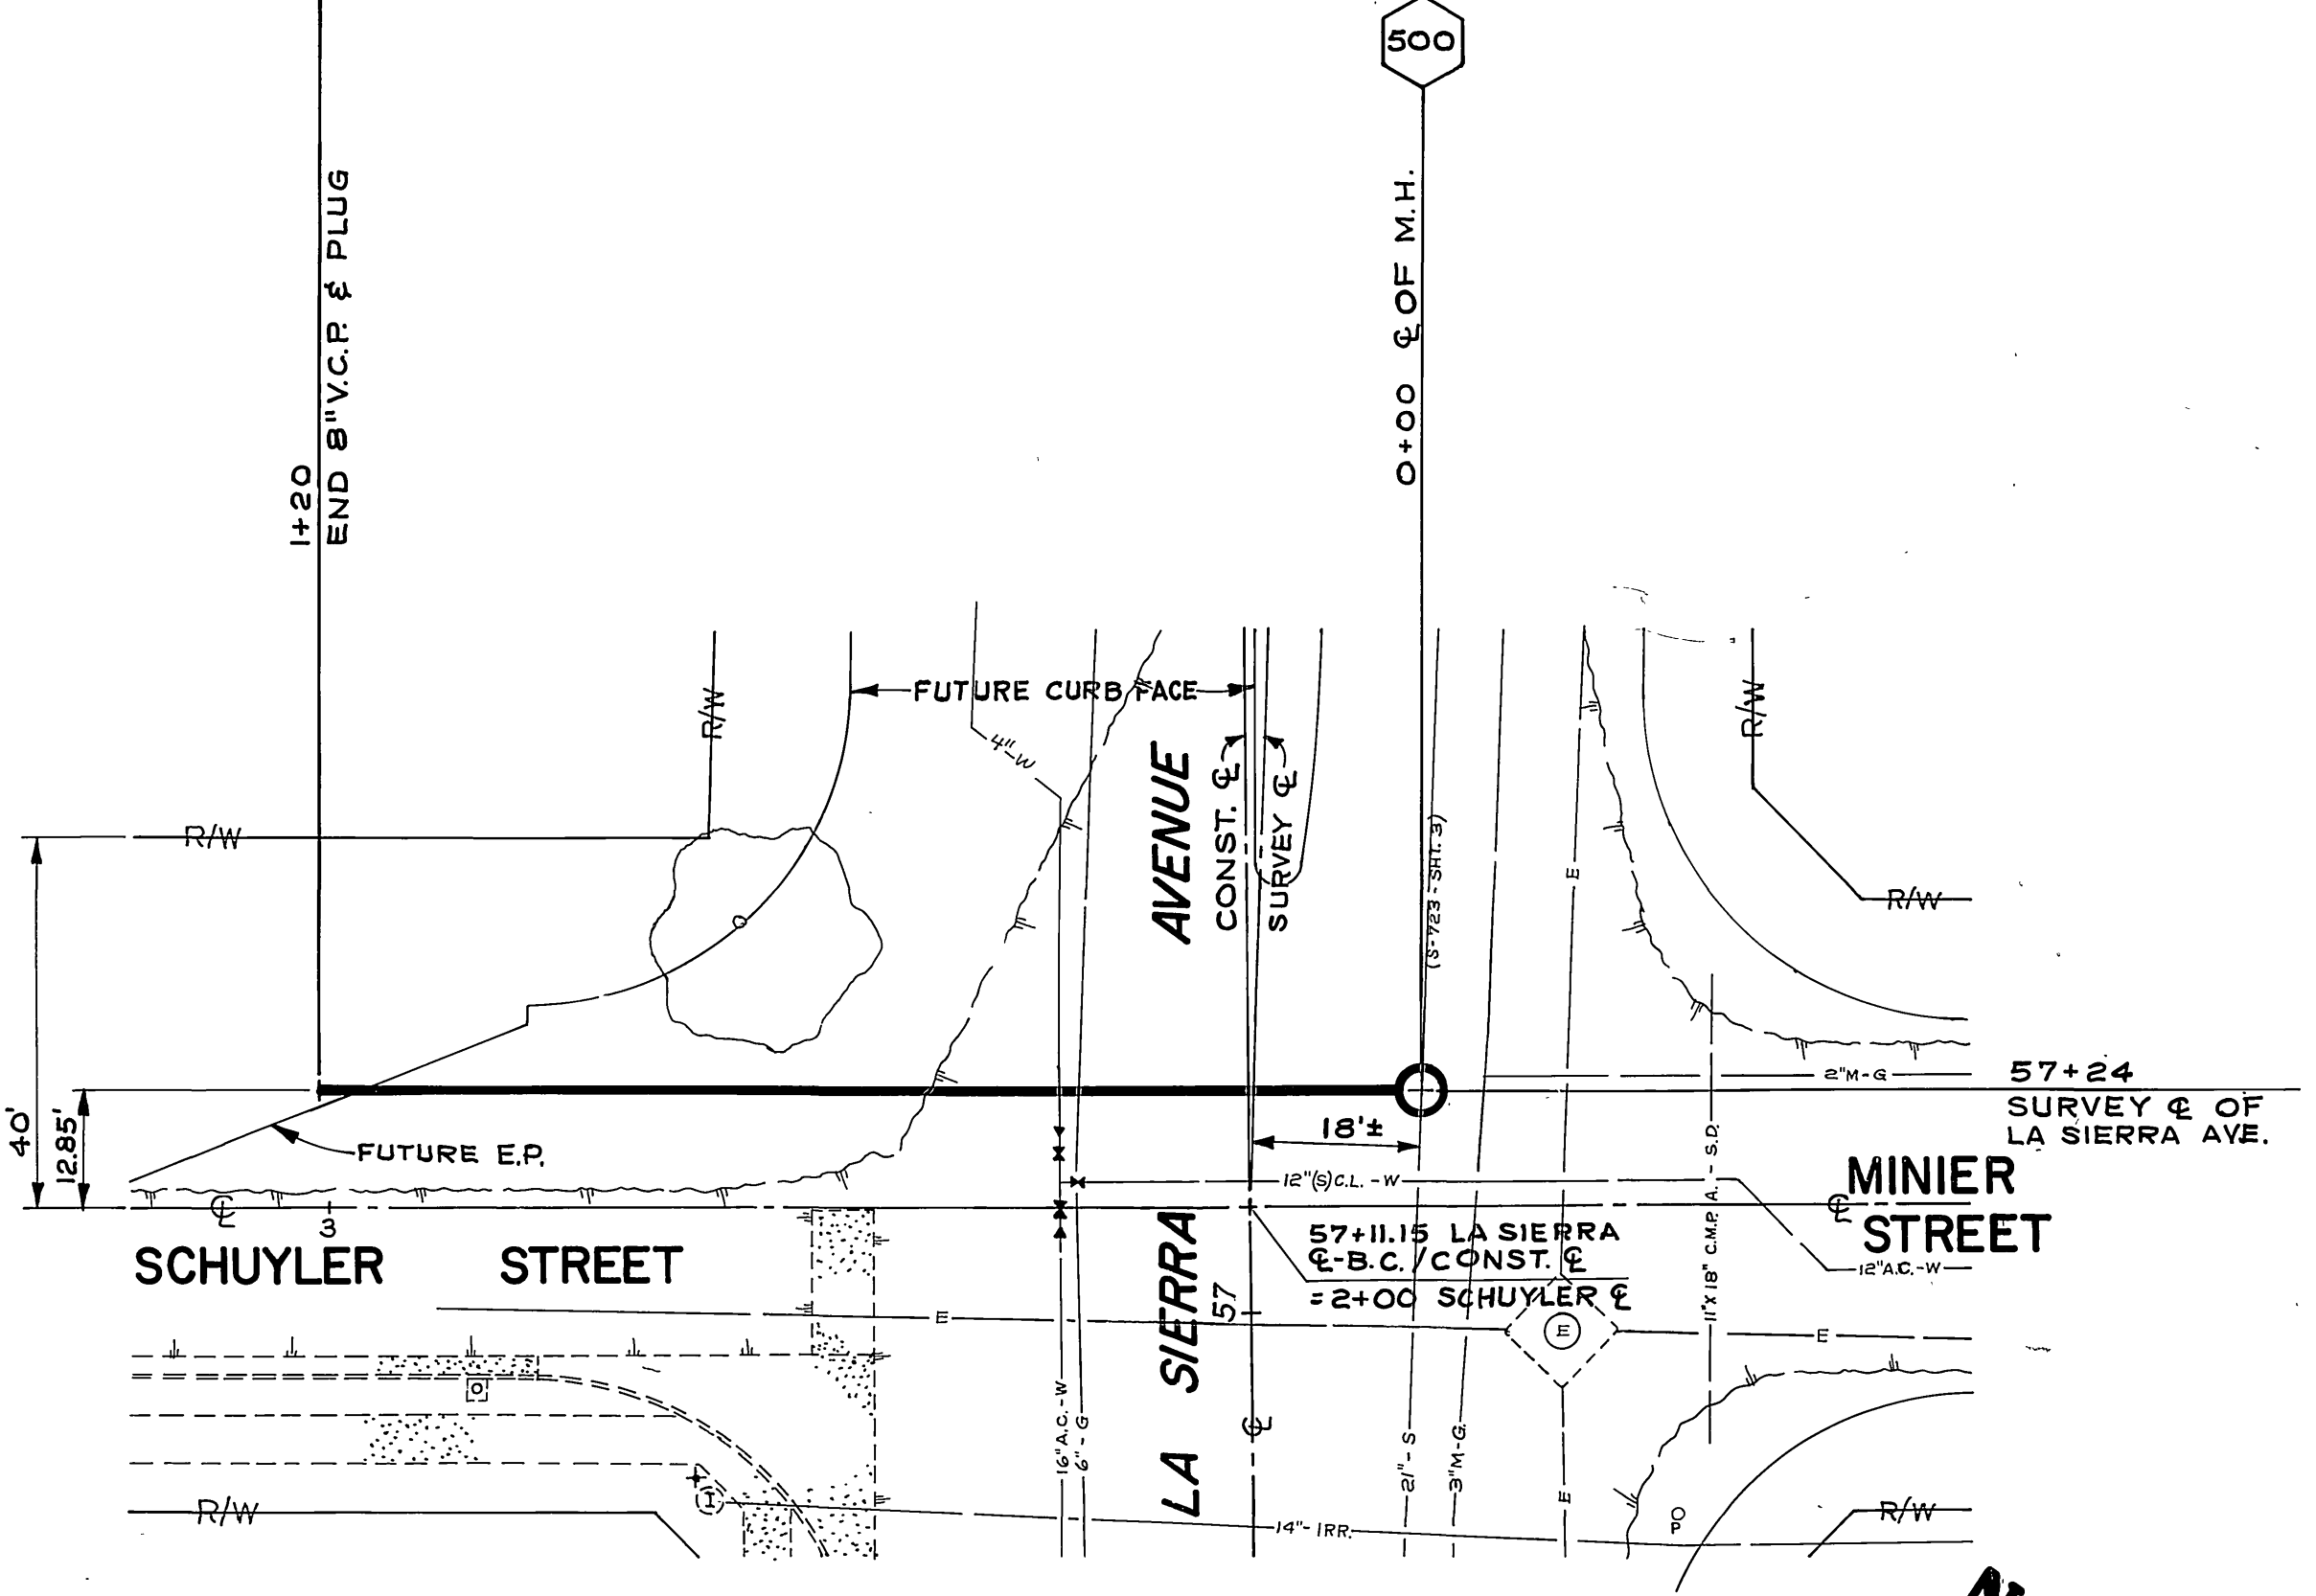 500
1+20
END 8" V.C.P. & PLUG
0+00 ℄ OF M.H.
FUTURE CURB FACE
R/W
R/W
4"-W
AVENUE
CONST. ℄
SURVEY ℄
(S-723-SHT. 3)
E
R/W
R/W
40'
12.85'
FUTURE E.P.
18'±
2"M-G
57+24
SURVEY ℄ OF
LA SIERRA AVE.
12"(S)C.L.-W
℄
3
℄
MINIER
STREET
SCHUYLER STREET
57+11.15 LA SIERRA
℄-B.C./CONST. ℄
=2+00 SCHUYLER ℄
12"A.C.-W
11"X18" C.M.P. A. - S.D.
LA SIERRA
57
E
E
E
16"A.C.-W
6"-G
℄
21"-S
3"M-G.
E
R/W
I
14"-IRR.
P
R/W